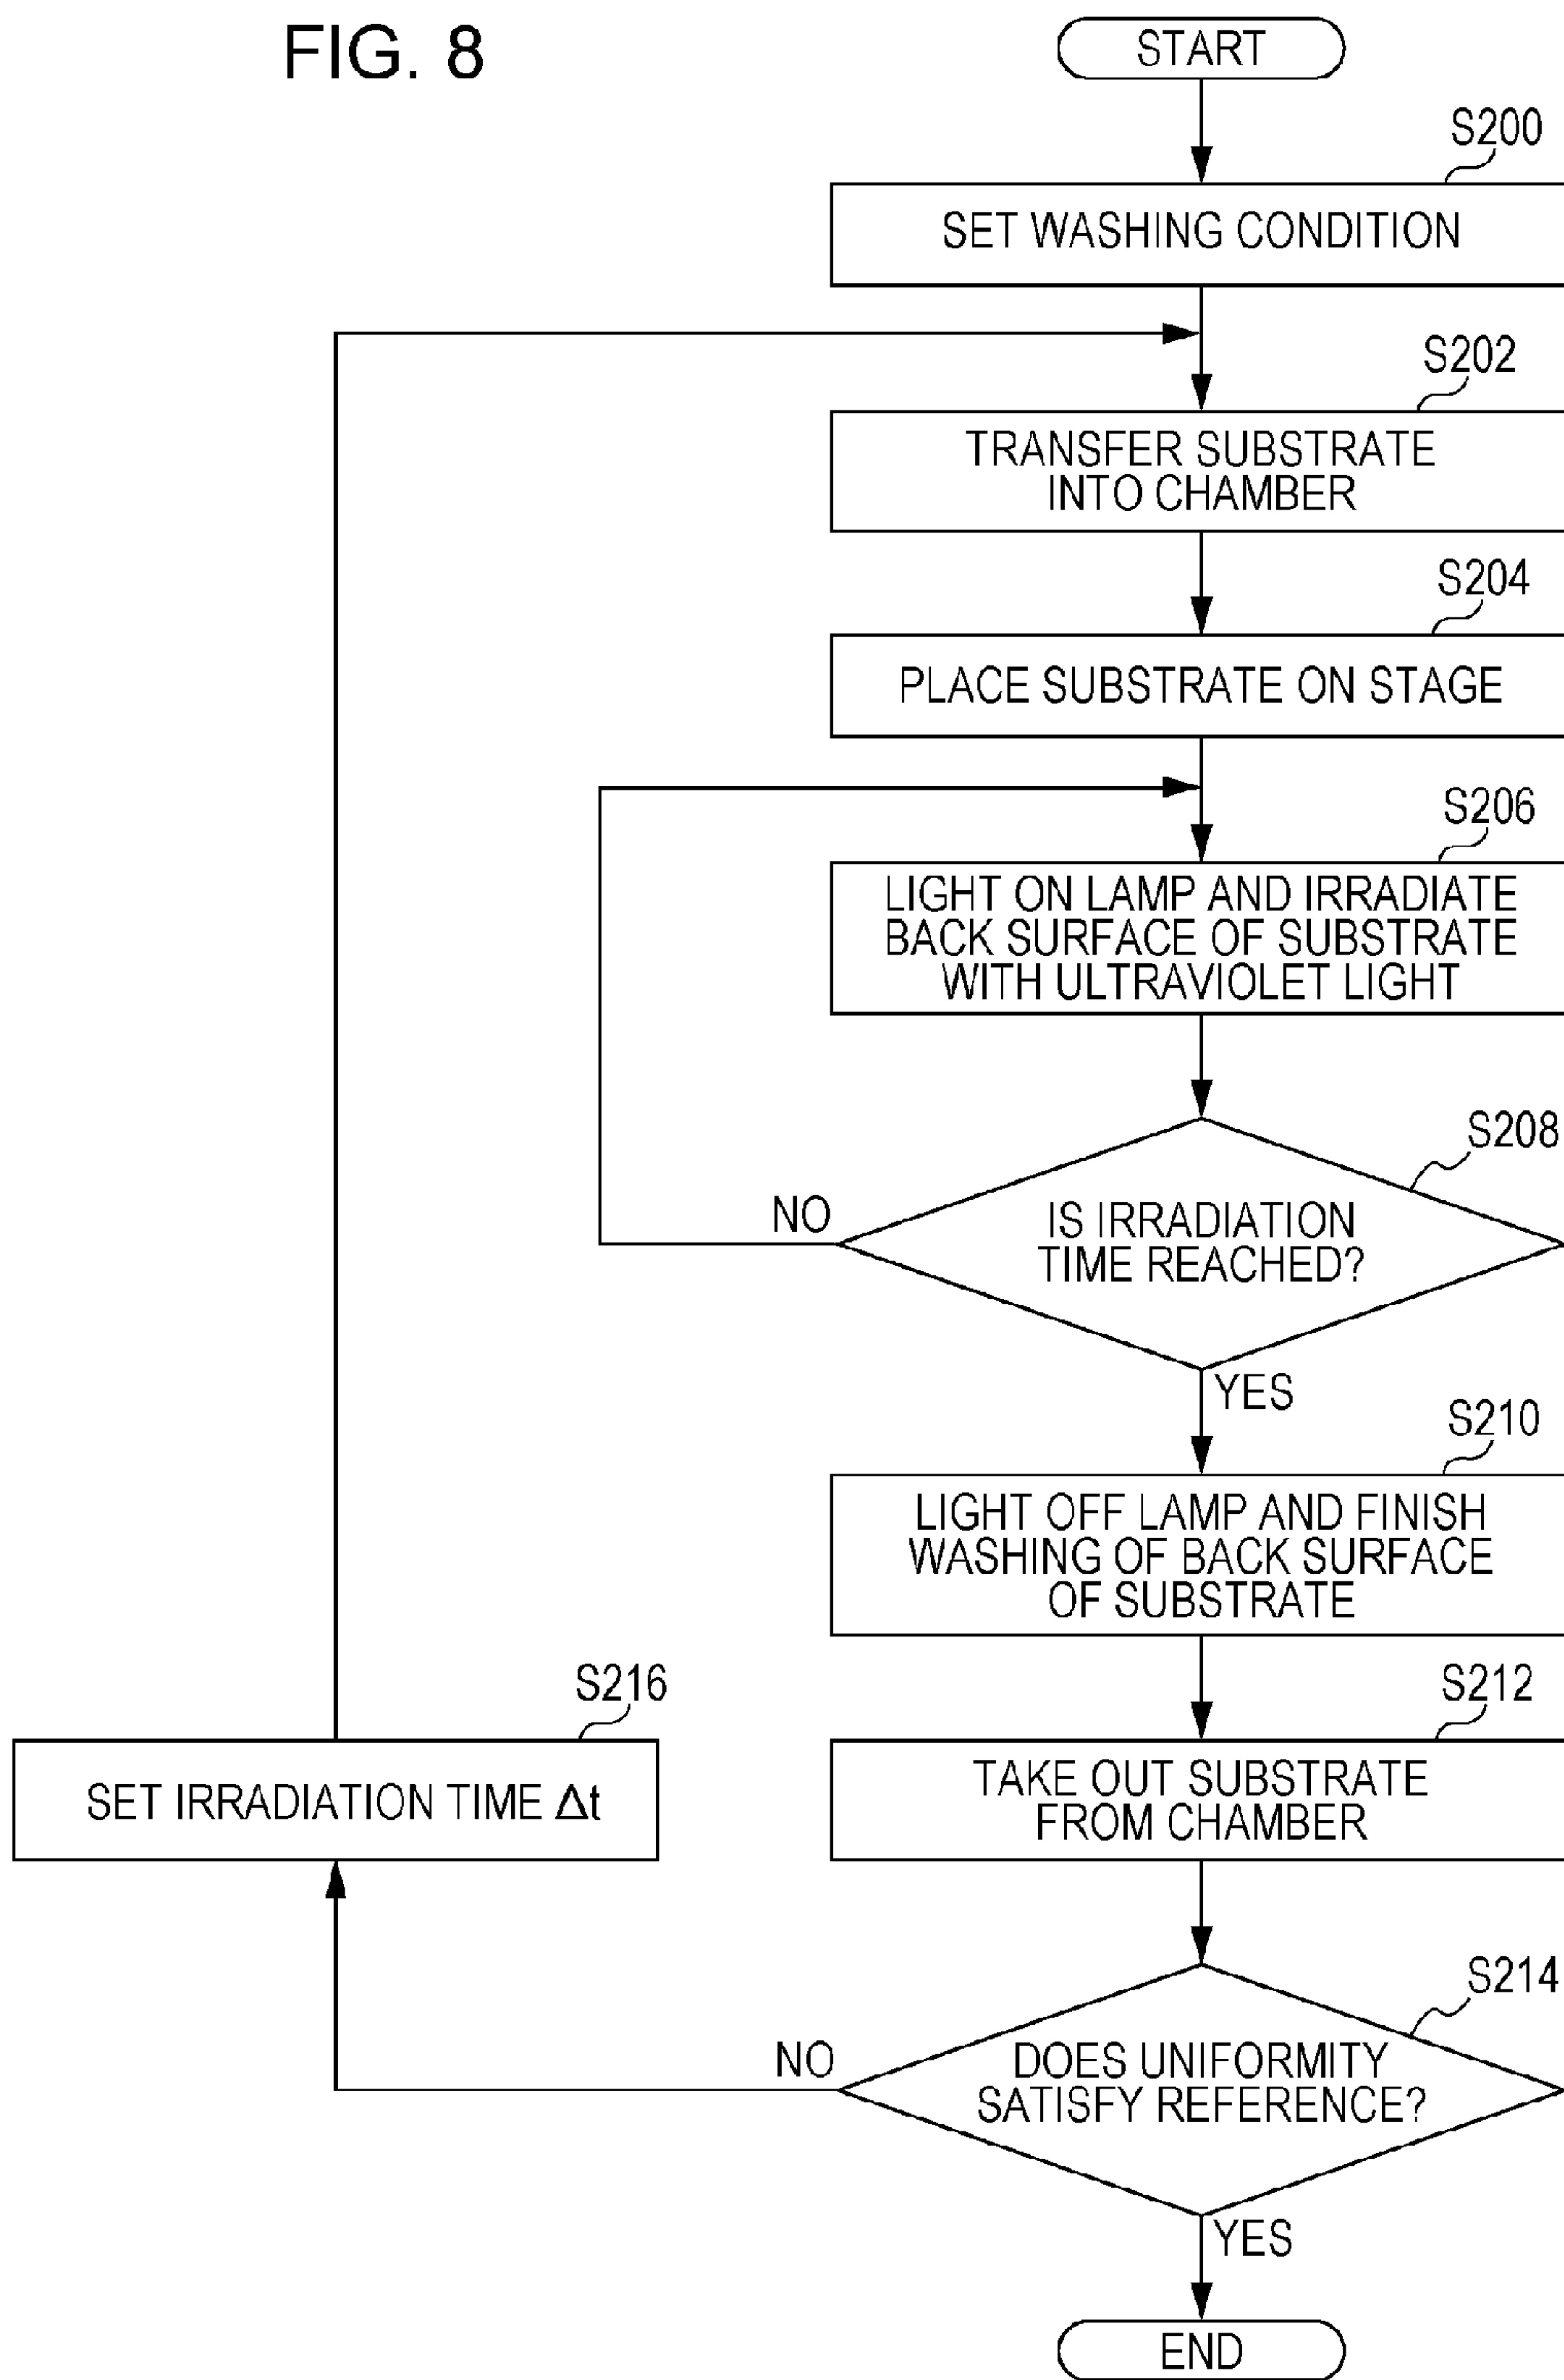 FIG. 8
START
S200
SET WASHING CONDITION
S202
TRANSFER SUBSTRATE
INTO CHAMBER
S204
PLACE SUBSTRATE ON STAGE
S206
LIGHT ON LAMP AND IRRADIATE
BACK SURFACE OF SUBSTRATE
WITH ULTRAVIOLET LIGHT
S208
NO
IS IRRADIATION
TIME REACHED?
YES
S210
LIGHT OFF LAMP AND FINISH
WASHING OF BACK SURFACE
OF SUBSTRATE
S216
S212
SET IRRADIATION TIME Δt
TAKE OUT SUBSTRATE
FROM CHAMBER
S214
NO
DOES UNIFORMITY
SATISFY REFERENCE?
YES
END